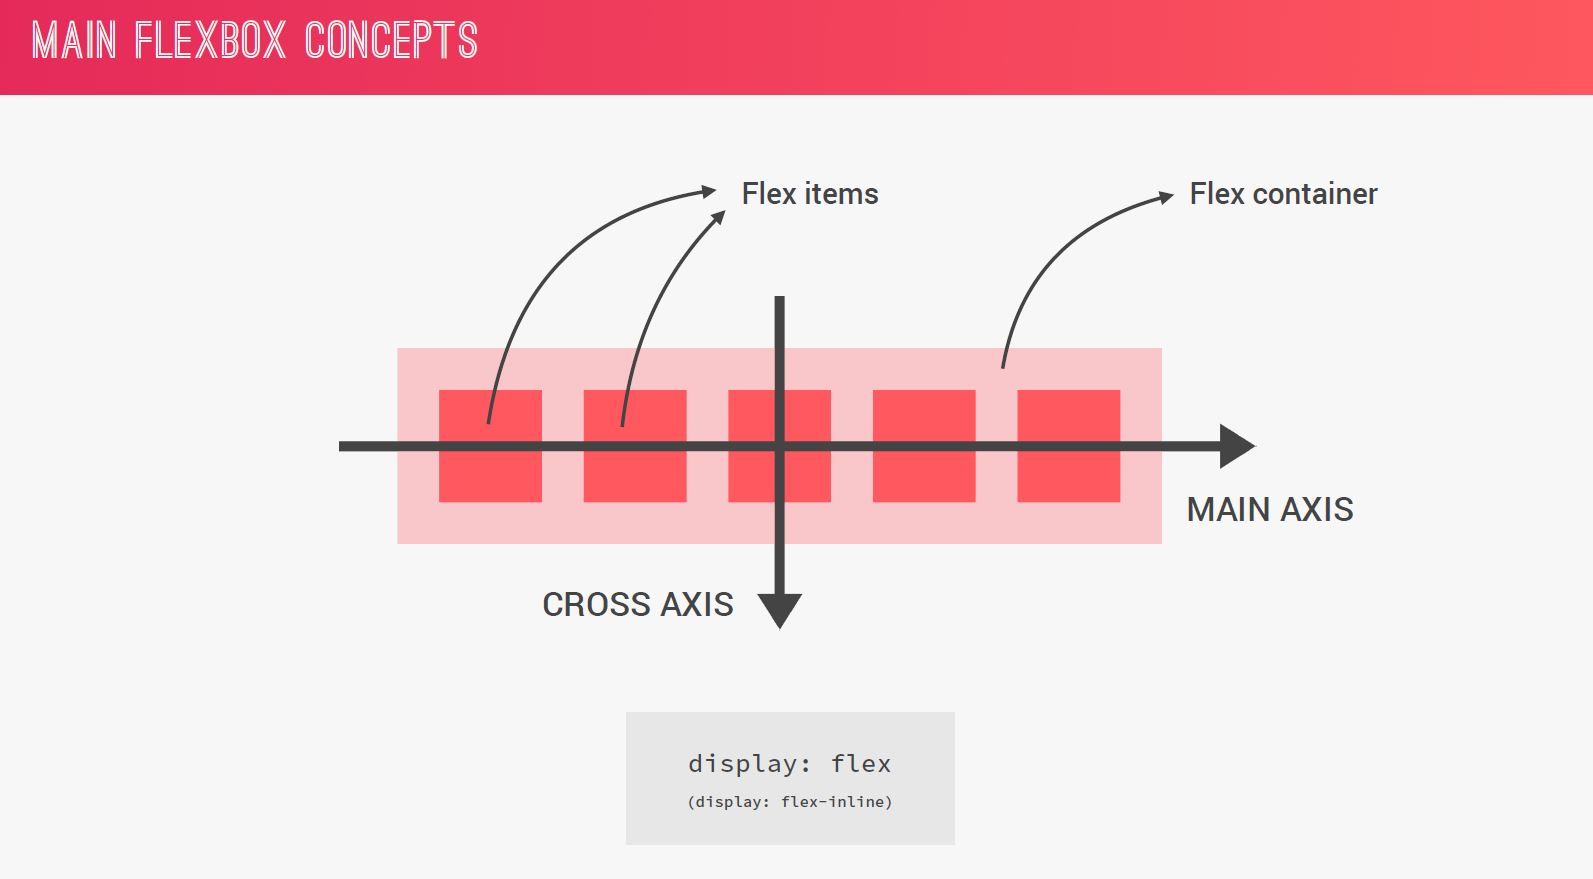 MAIN FLEXBOX CONCEPTS
Flex items
Flex container
MAIN AXIS
CROSS AXIS
display: flex
(display: flex-inline)